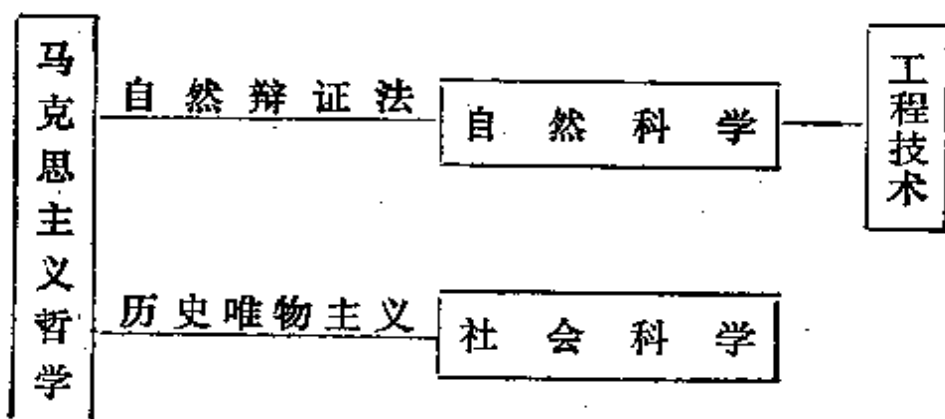 马克思主义哲学
自然辩证法
自然科学
工程技术
历史唯物主义
社会科学